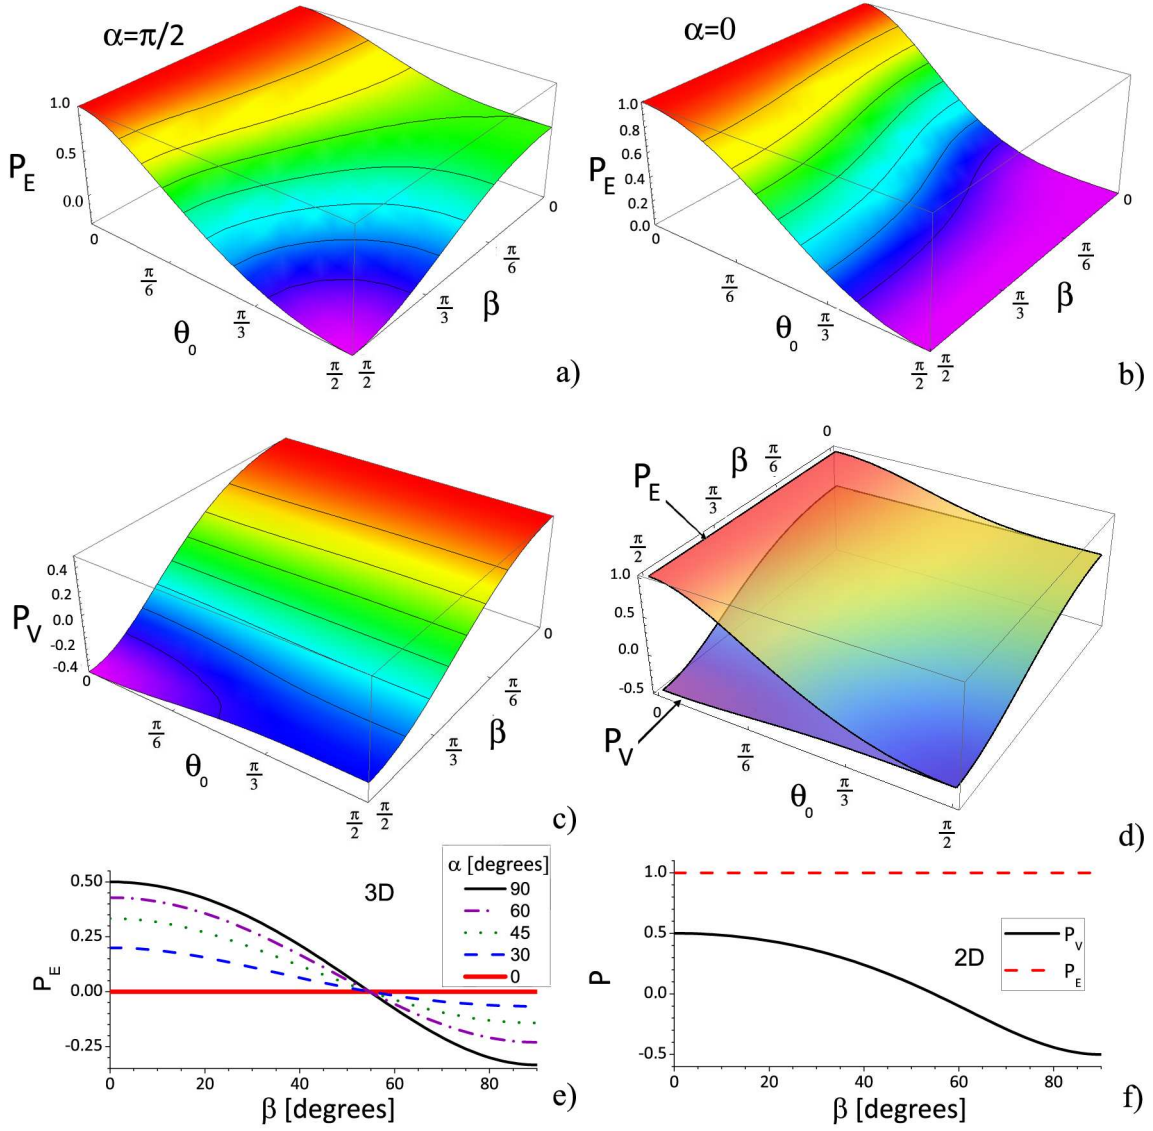 α=π/2
1.0
0.5
0.0
P_E
0
π/6
π/3
π/2
θ_0
π/2
π/3
π/6
0
β
a)
α=0
1.0
0.8
0.6
0.4
0.2
0.0
P_E
0
π/6
π/3
π/2
θ_0
π/2
π/3
π/6
0
β
b)
0.4
0.2
0.0
-0.2
-0.4
P_V
0
π/6
π/3
π/2
θ_0
π/2
π/3
π/6
0
β
c)
P_E
β
0
π/6
π/3
π/2
1.0
0.5
0.0
-0.5
P_V
0
π/6
π/3
π/2
θ_0
d)
0.50
0.25
0.00
-0.25
P_E
3D
α [degrees]
90
60
45
30
0
0
20
40
60
80
β [degrees]
e)
1.0
0.5
0.0
-0.5
P
2D
P_V
P_E
0
20
40
60
80
β [degrees]
f)